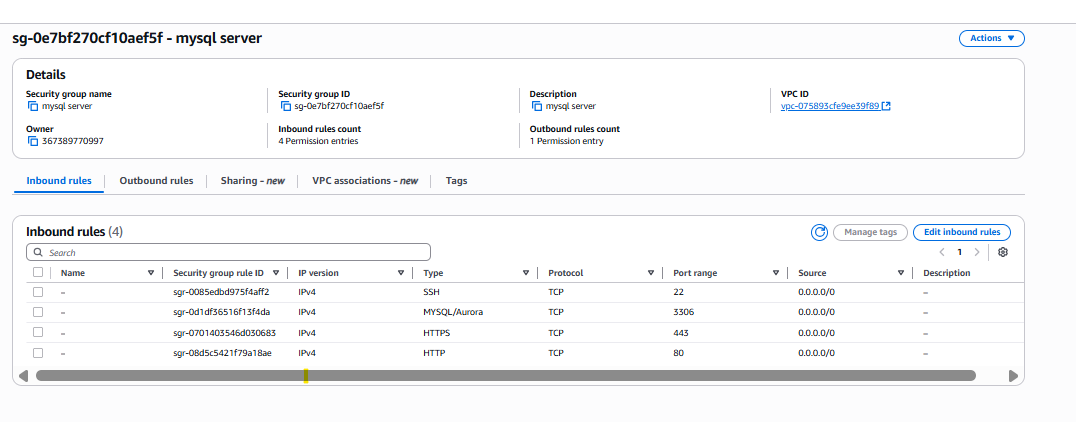 sg-0e7bf270cf10aef5f - mysql server
Actions
Details
Security group name
mysql server
Security group ID
sg-0e7bf270cf10aef5f
Description
mysql server
VPC ID
vpc-075893cfe9ee39f89
Owner
367389770997
Inbound rules count
4 Permission entries
Outbound rules count
1 Permission entry
Inbound rules Outbound rules Sharing - new VPC associations - new Tags
Inbound rules (4)
Manage tags
Edit inbound rules
Search
1
Name Security group rule ID IP version Type Protocol Port range Source Description
– sgr-0085edbd975f4aff2 IPv4 SSH TCP 22 0.0.0.0/0 –
– sgr-0d1df36516f13f4da IPv4 MYSQL/Aurora TCP 3306 0.0.0.0/0 –
– sgr-0701403546d030683 IPv4 HTTPS TCP 443 0.0.0.0/0 –
– sgr-08d5c5421f79a18ae IPv4 HTTP TCP 80 0.0.0.0/0 –